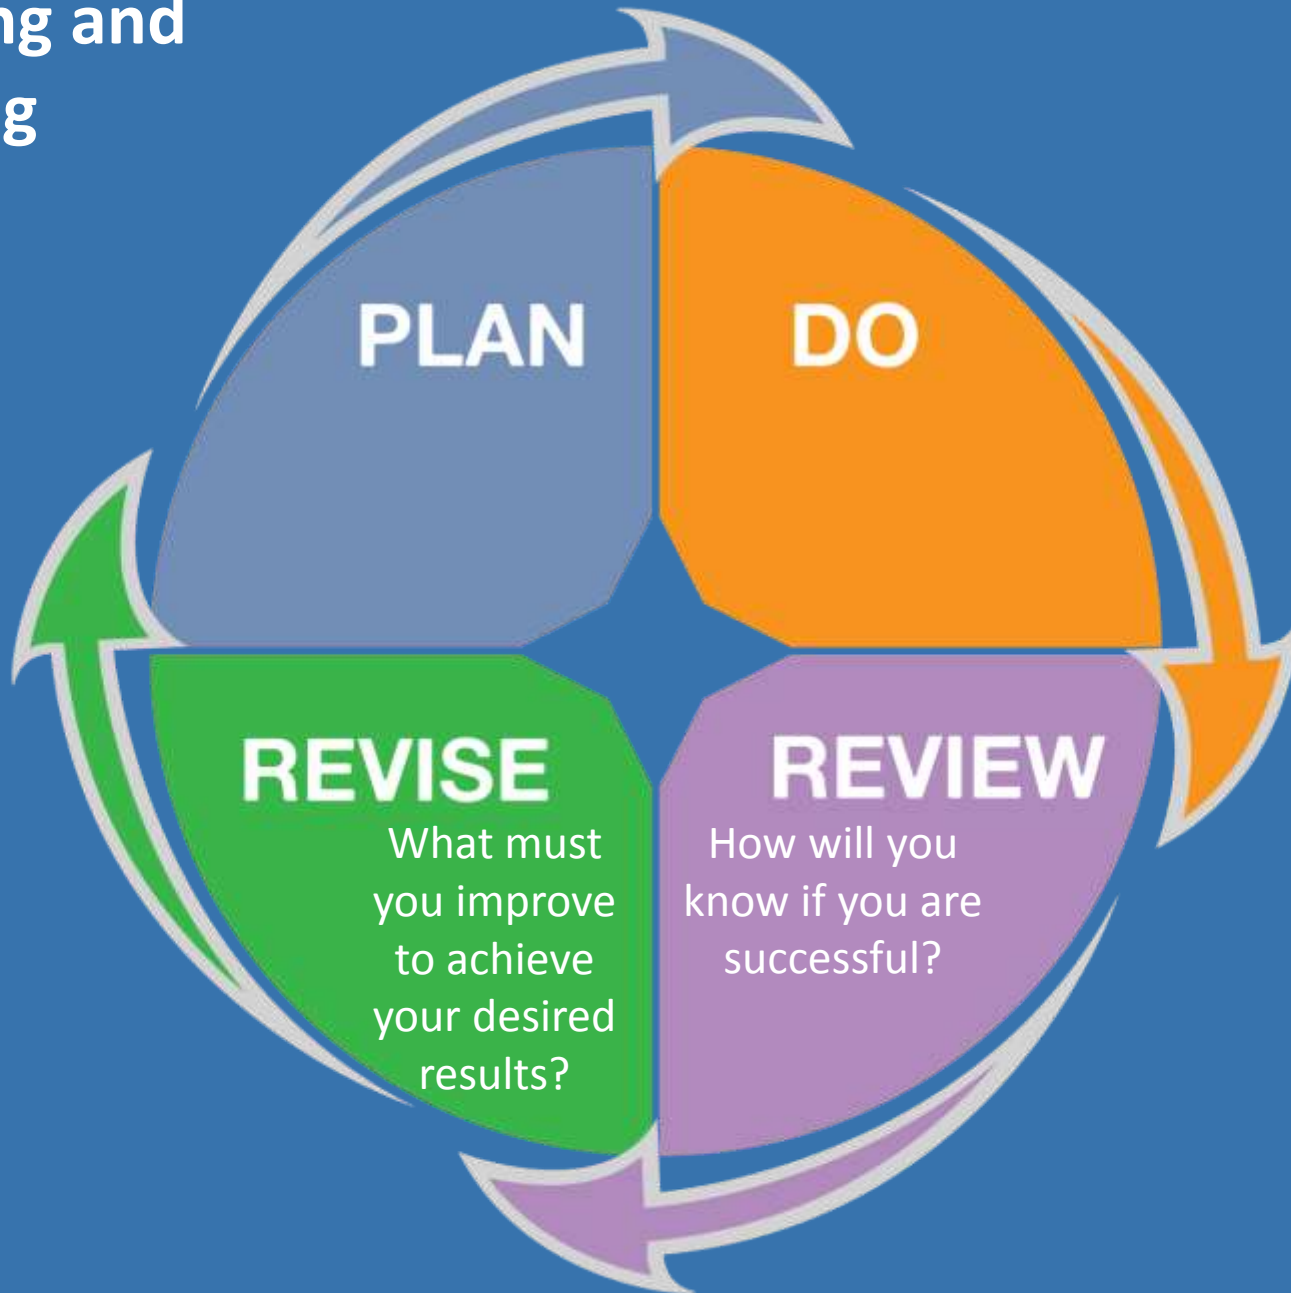 and
PLAN
DO
REVISE
What must
you improve
to achieve
your desired
results?
REVIEW
How will you
know if you are
successful?